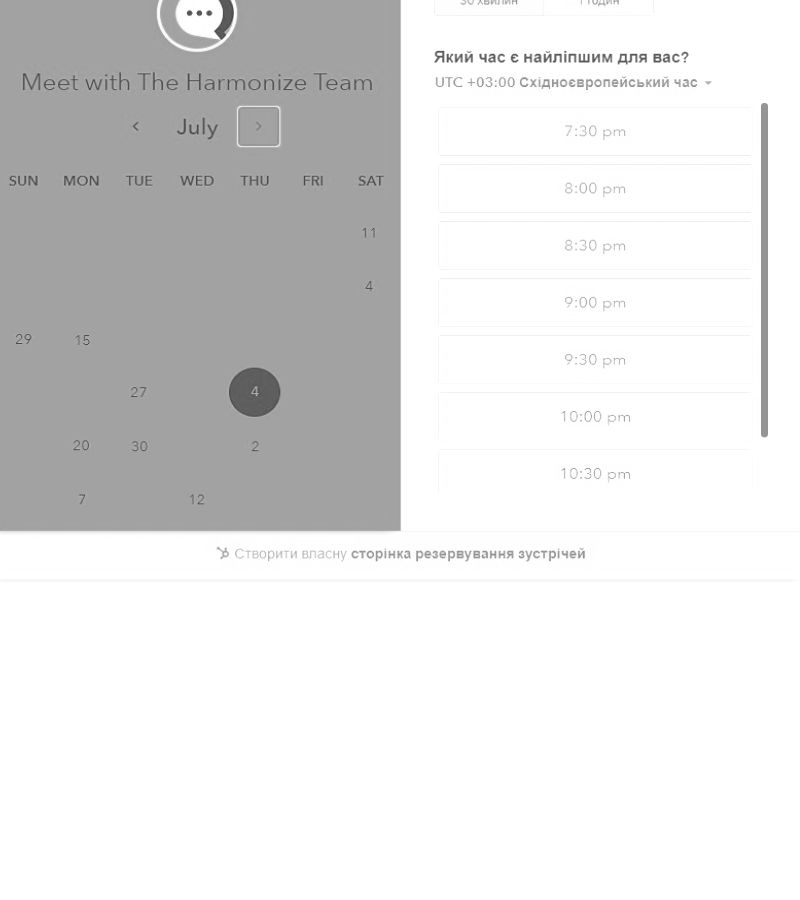 30 хвилин 1 годин
Meet with The Harmonize Team
July
SUN MON TUE WED THU FRI SAT
11
4
29 15
27 4
20 30 2
7 12
Який час є найліпшим для вас?
UTC +03:00 Східноєвропейський час
7:30 pm
8:00 pm
8:30 pm
9:00 pm
9:30 pm
10:00 pm
10:30 pm
Створити власну сторінка резервування зустрічей